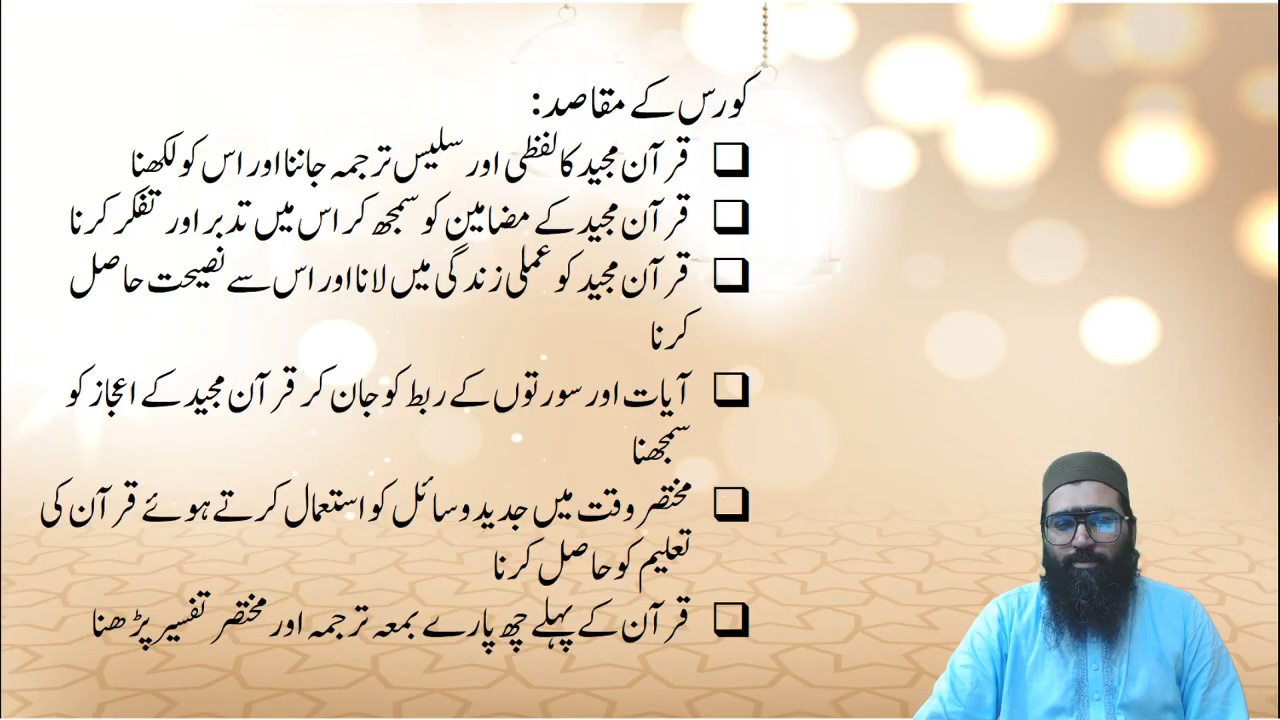 کورس کے مقاصد:
قرآن مجید کا لفظی اور سلیس ترجمہ جاننا اور اس کو لکھنا
قرآن مجید کے مضامین کو سمجھ کر اس میں تدبر اور تفکر کرنا
قرآن مجید کو عملی زندگی میں لانا اور اس سے نصیحت حاصل
کرنا
آیات اور سورتوں کے ربط کو جان کر قرآن مجید کے اعجاز کو
سمجھنا
مختصر وقت میں جدید وسائل کو استعمال کرتے ہوئے قرآن کی
تعلیم کو حاصل کرنا
قرآن کے پہلے چھ پارے بمعہ ترجمہ اور مختصر تفسیر پڑھنا